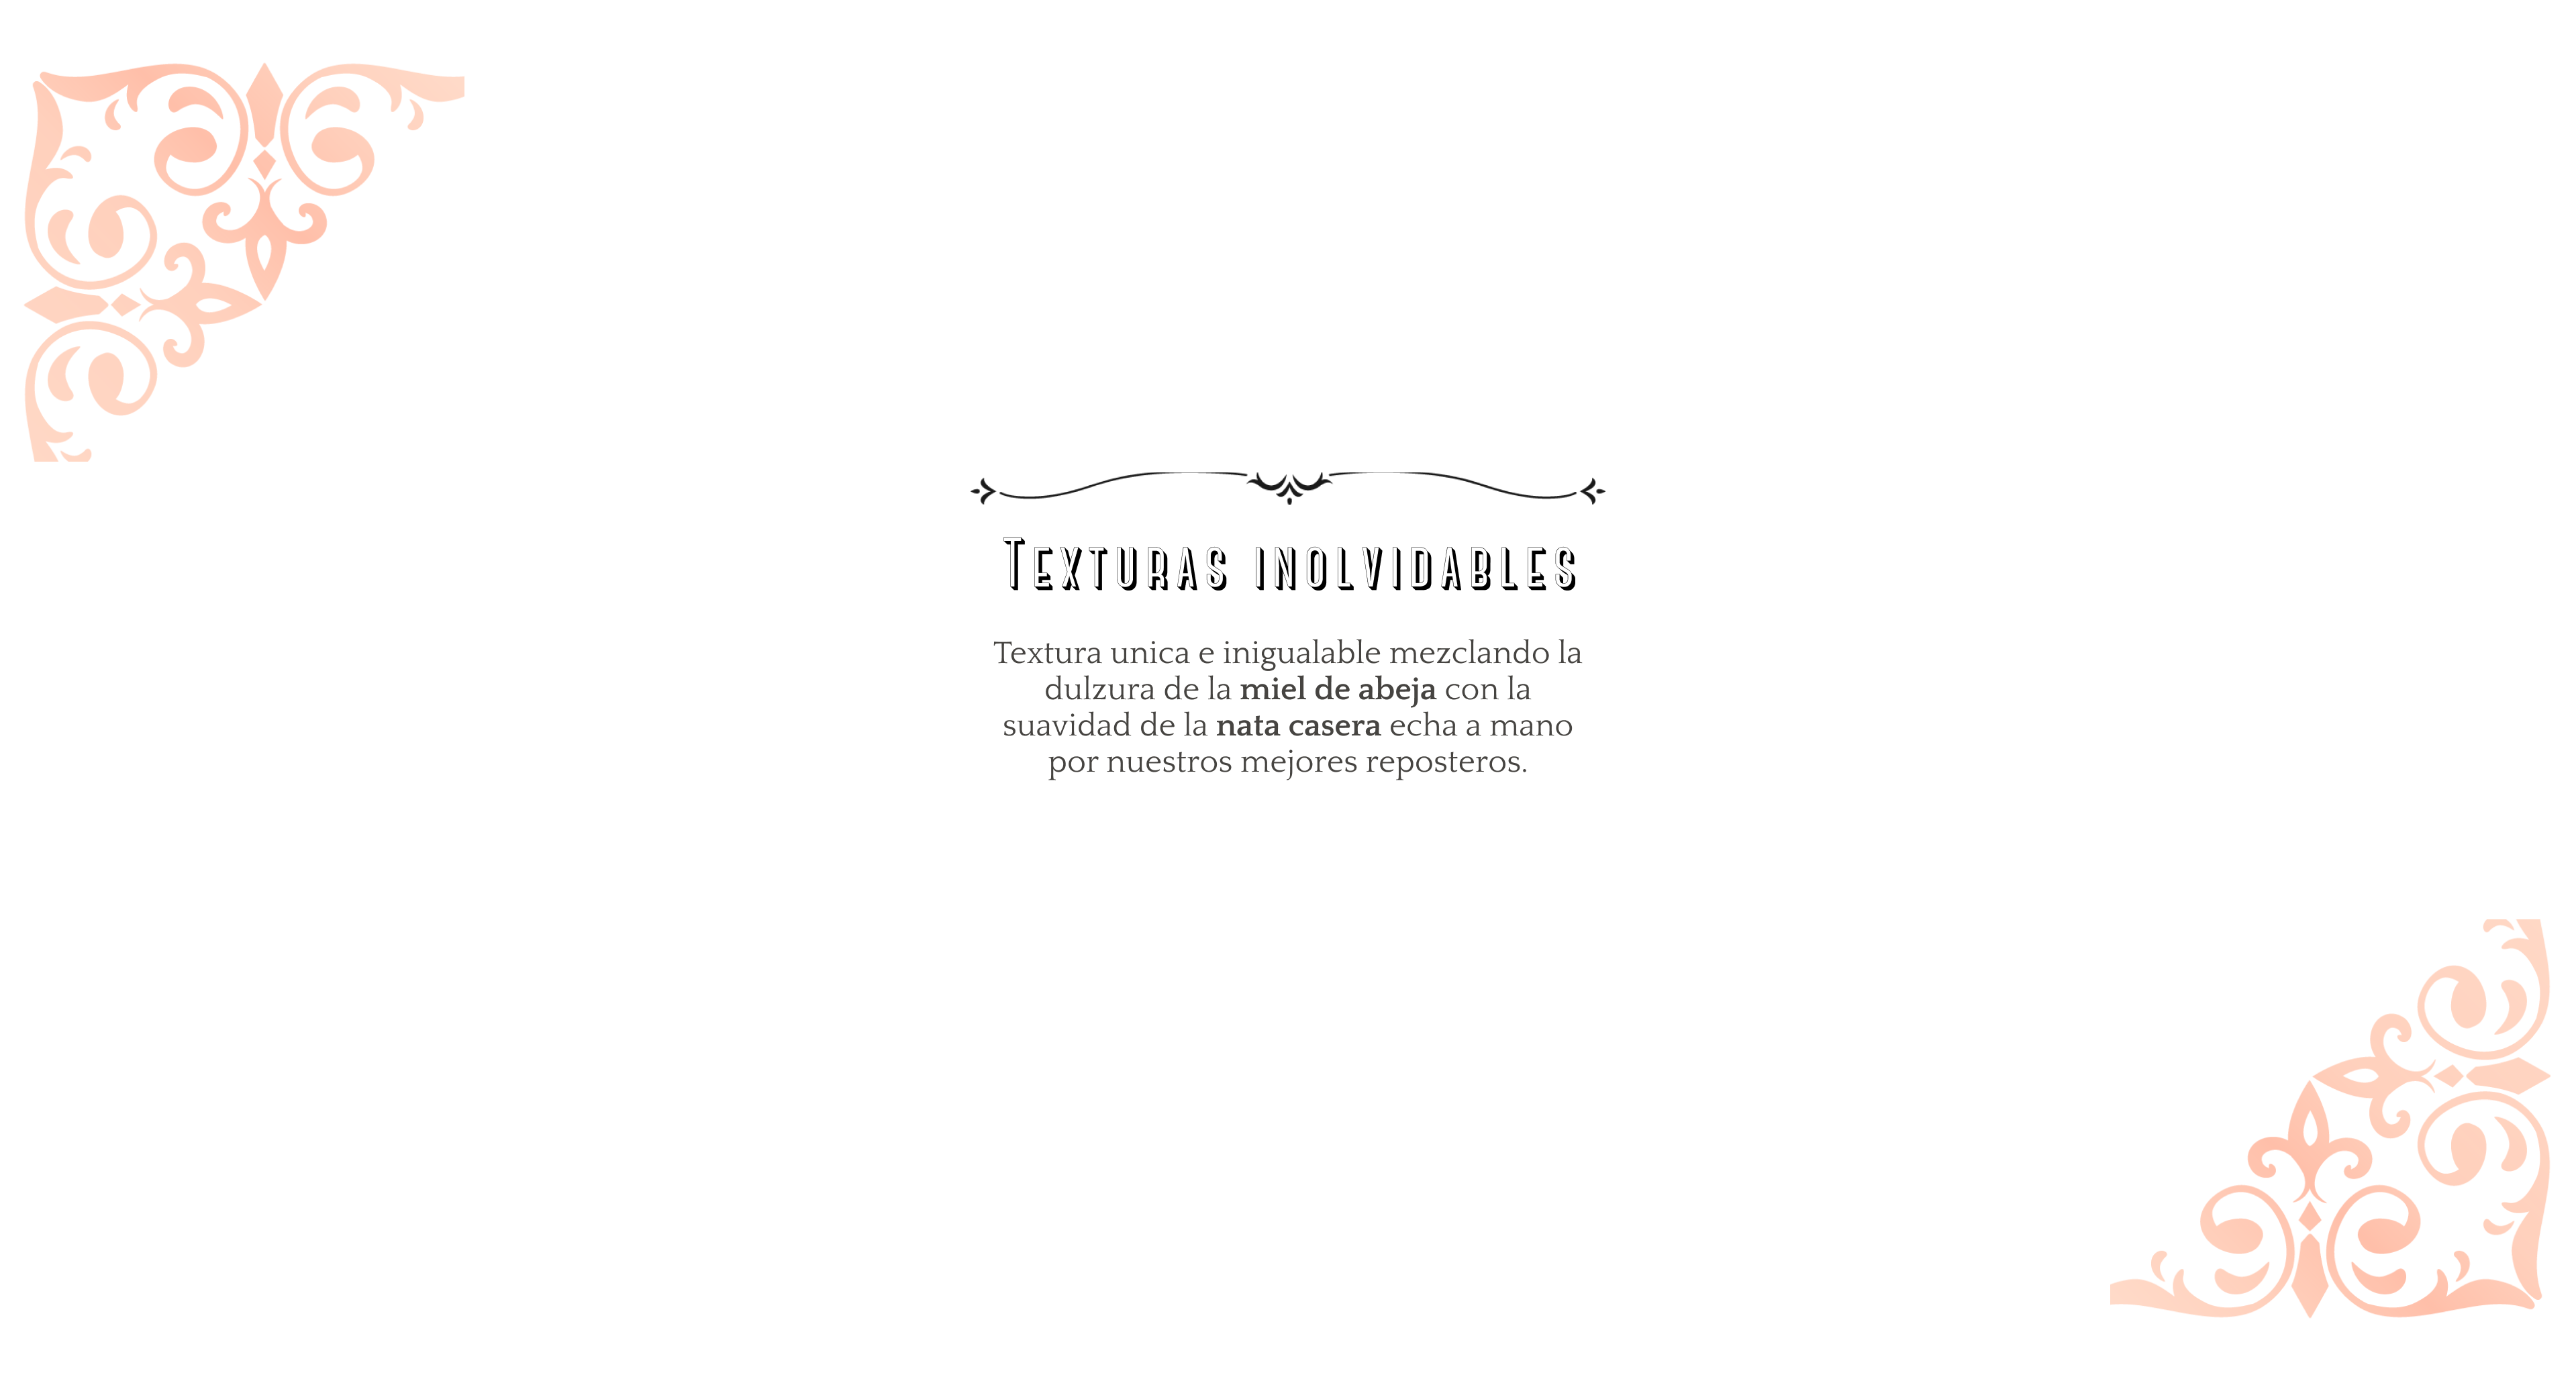 Texturas inolvidables
Textura unica e inigualable mezclando la
dulzura de la miel de abeja con la
suavidad de la nata casera echa a mano
por nuestros mejores reposteros.